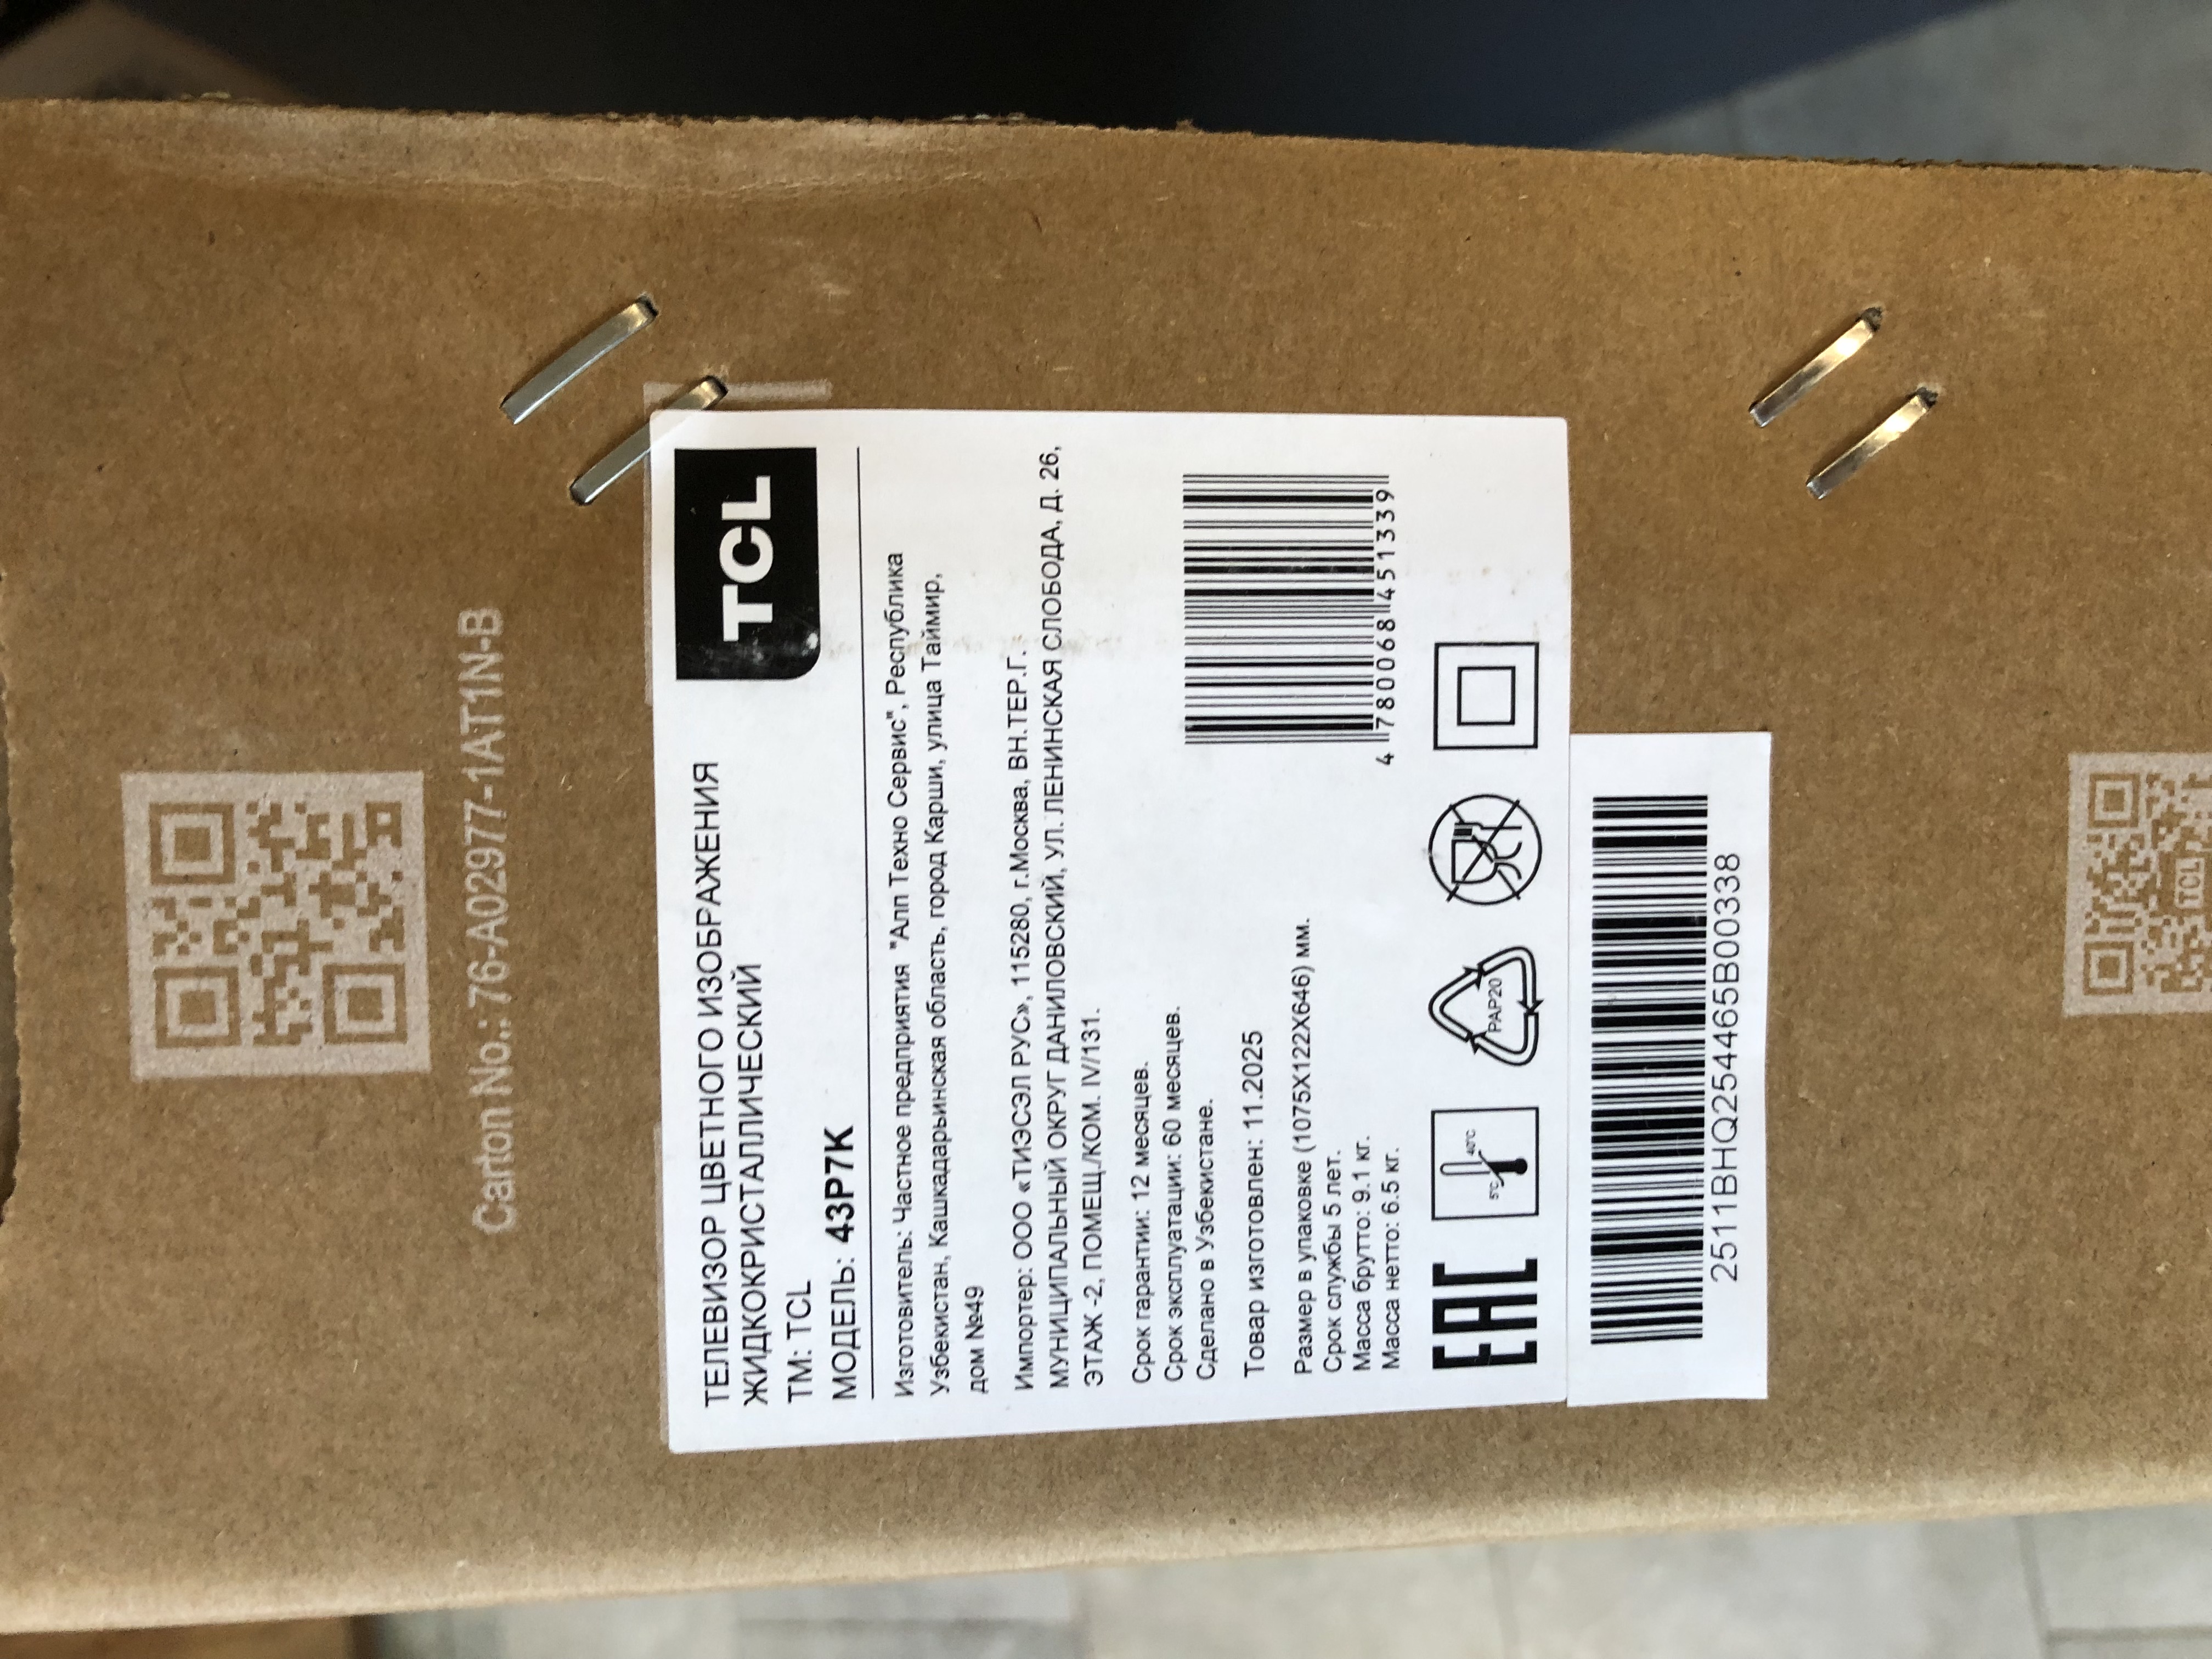 Carton No.: 76-A02977-1AT1N-B
TCL
ТЕЛЕВИЗОР ЦВЕТНОГО ИЗОБРАЖЕНИЯ
ЖИДКОКРИСТАЛЛИЧЕСКИЙ
ТМ: TCL
МОДЕЛЬ: 43P7K
Изготовитель: Частное предприятия "Алп Техно Сервис", Республика
Узбекистан, Кашкадарьинская область, город Карши, улица Таймир,
дом №49
Импортер: ООО «ТИЭСЭЛ РУС», 115280, г.Москва, ВН.ТЕР.Г.
МУНИЦИПАЛЬНЫЙ ОКРУГ ДАНИЛОВСКИЙ, УЛ. ЛЕНИНСКАЯ СЛОБОДА, Д. 26,
ЭТАЖ -2, ПОМЕЩ./КОМ. IV/131.
Срок гарантии: 12 месяцев.
Срок эксплуатации: 60 месяцев.
Сделано в Узбекистане.
Товар изготовлен: 11.2025
Размер в упаковке (1075X122X646) мм.
Срок службы 5 лет.
Масса брутто: 9.1 кг.
Масса нетто: 6.5 кг.
4 780068 451339
EAC
5°C
40°C
PAP20
2511BHQ254465B00338
TCL